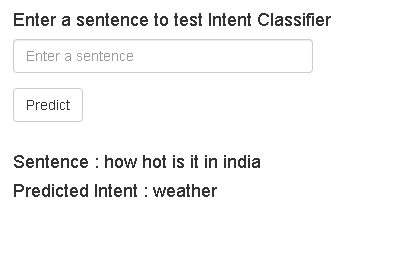 Enter a sentence to test Intent Classifier
Enter a sentence
Predict
Sentence : how hot is it in india
Predicted Intent : weather